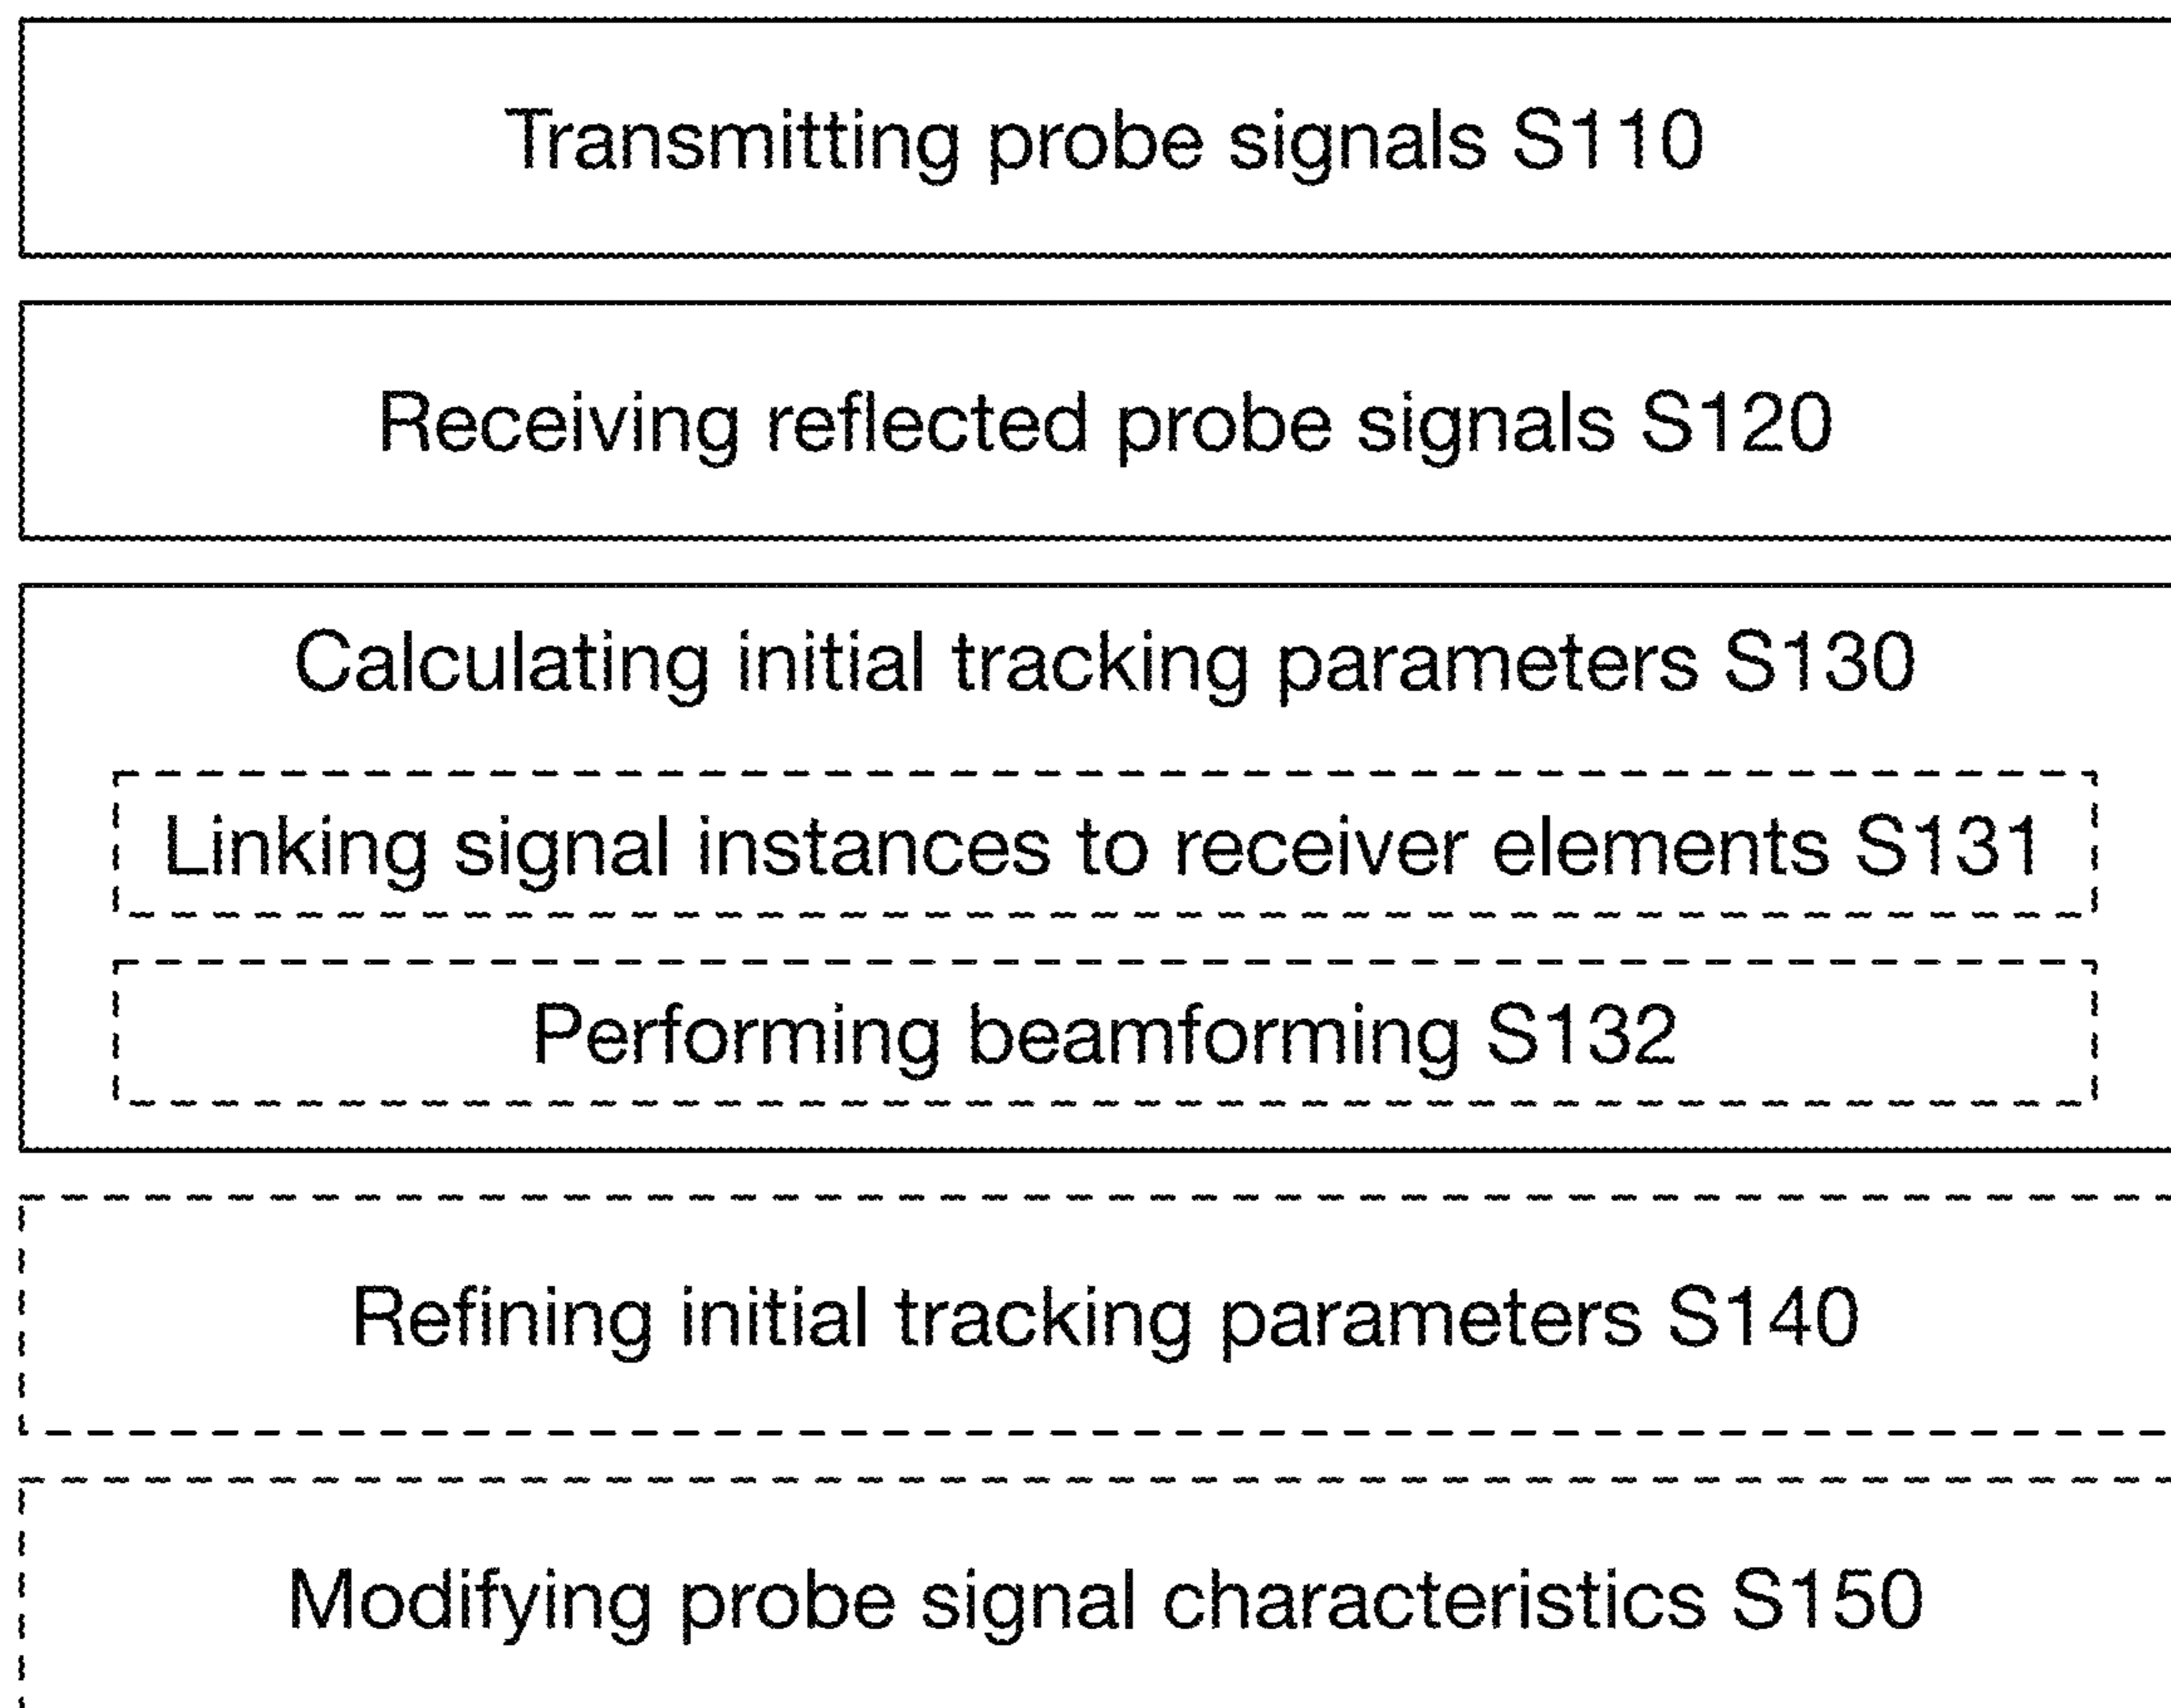 Transmitting probe signals S110
Receiving reflected probe signals S120
Calculating initial tracking parameters S130
Linking signal instances to receiver elements S131
Performing beamforming S132
Refining initial tracking parameters S140
Modifying probe signal characteristics S150